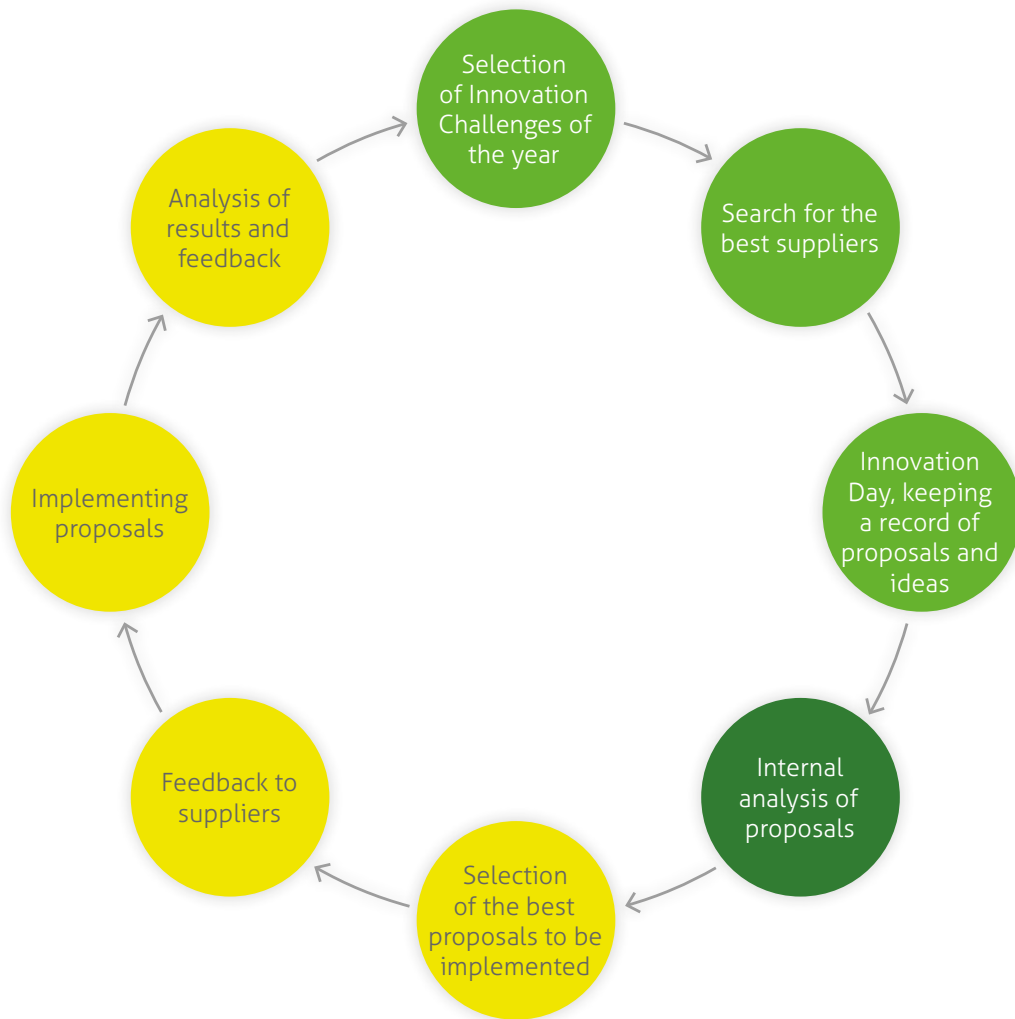 Selection
of Innovation
Challenges of
the year
Search for the
best suppliers
Innovation
Day, keeping
a record of
proposals and
ideas
Internal
analysis of
proposals
Selection
of the best
proposals to be
implemented
Feedback to
suppliers
Implementing
proposals
Analysis of
results and
feedback